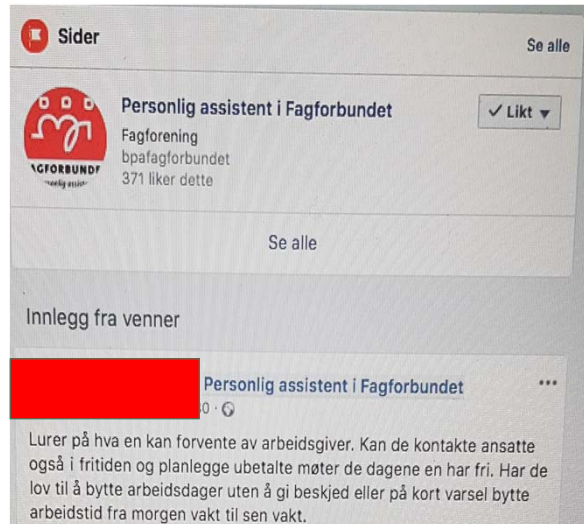 Sider
Se alle
Personlig assistent i Fagforbundet
✓ Likt ▼
Fagforening
bpafagforbundet
371 liker dette
Se alle
Innlegg fra venner
Personlig assistent i Fagforbundet
Lurer på hva en kan forvente av arbeidsgiver. Kan de kontakte ansatte
også i fritiden og planlegge ubetalte møter de dagene en har fri. Har de
lov til å bytte arbeidsdager uten å gi beskjed eller på kort varsel bytte
arbeidstid fra morgen vakt til sen vakt.